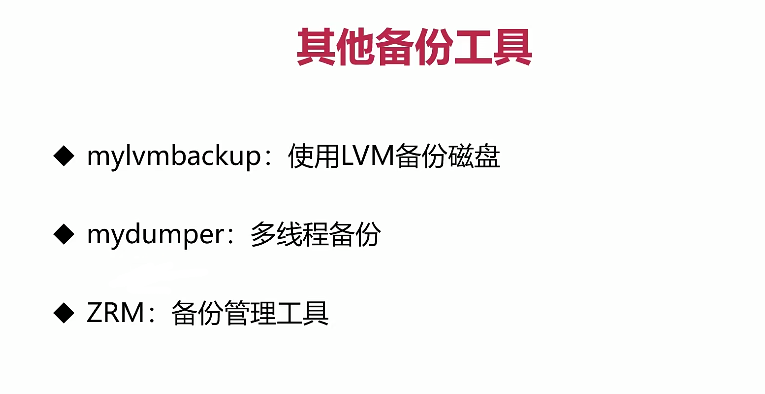 其他备份工具
◆ mylvmbackup：使用LVM备份磁盘
◆ mydumper：多线程备份
◆ ZRM：备份管理工具